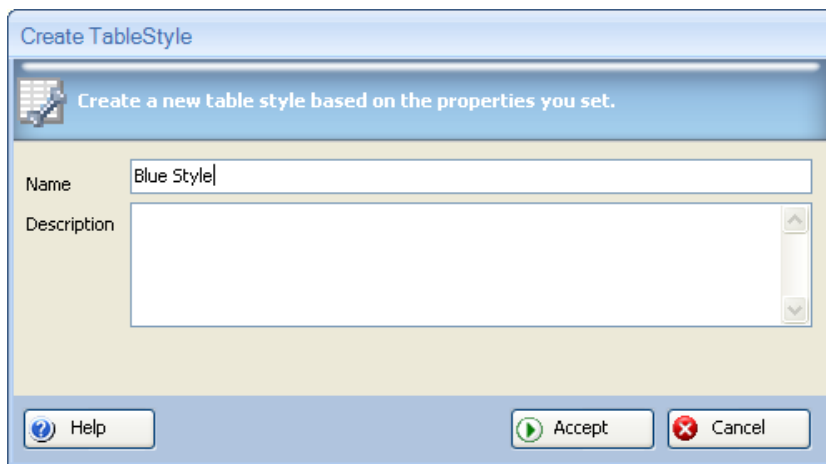 Create TableStyle
Create a new table style based on the properties you set.
Name
Blue Style
Description
Help
Accept
Cancel